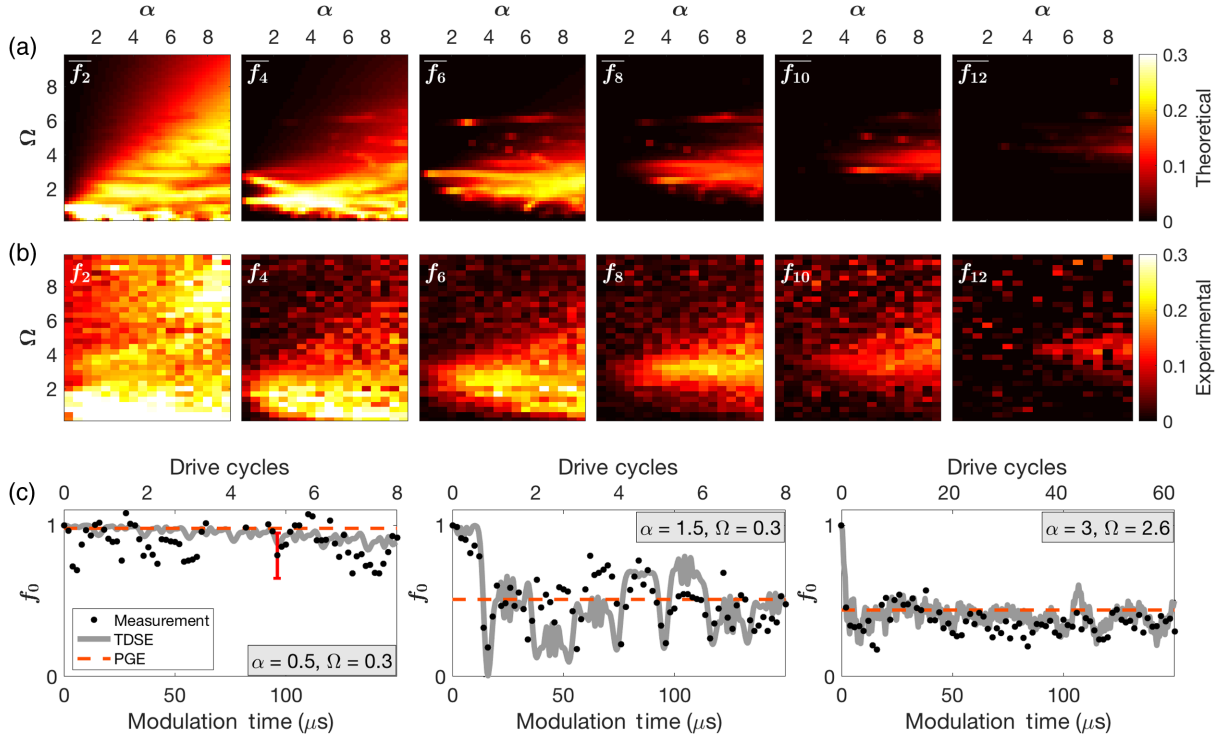 α α α α α α
2 4 6 8 2 4 6 8 2 4 6 8 2 4 6 8 2 4 6 8 2 4 6 8
(a)
f₂ f₄ f₆ f₈ f₁₀ f₁₂
Ω
8
6
4
2
0.3
0.2
0.1
0
Theoretical
(b)
f₂ f₄ f₆ f₈ f₁₀ f₁₂
Ω
8
6
4
2
0.3
0.2
0.1
0
Experimental
(c)
Drive cycles
0 2 4 6 8
f₀
1
0
Measurement
TDSE
PGE
α = 0.5, Ω = 0.3
0 50 100
Modulation time (μs)
Drive cycles
0 2 4 6 8
f₀
1
0
α = 1.5, Ω = 0.3
0 50 100
Modulation time (μs)
Drive cycles
0 20 40 60
f₀
1
0
α = 3, Ω = 2.6
0 50 100
Modulation time (μs)